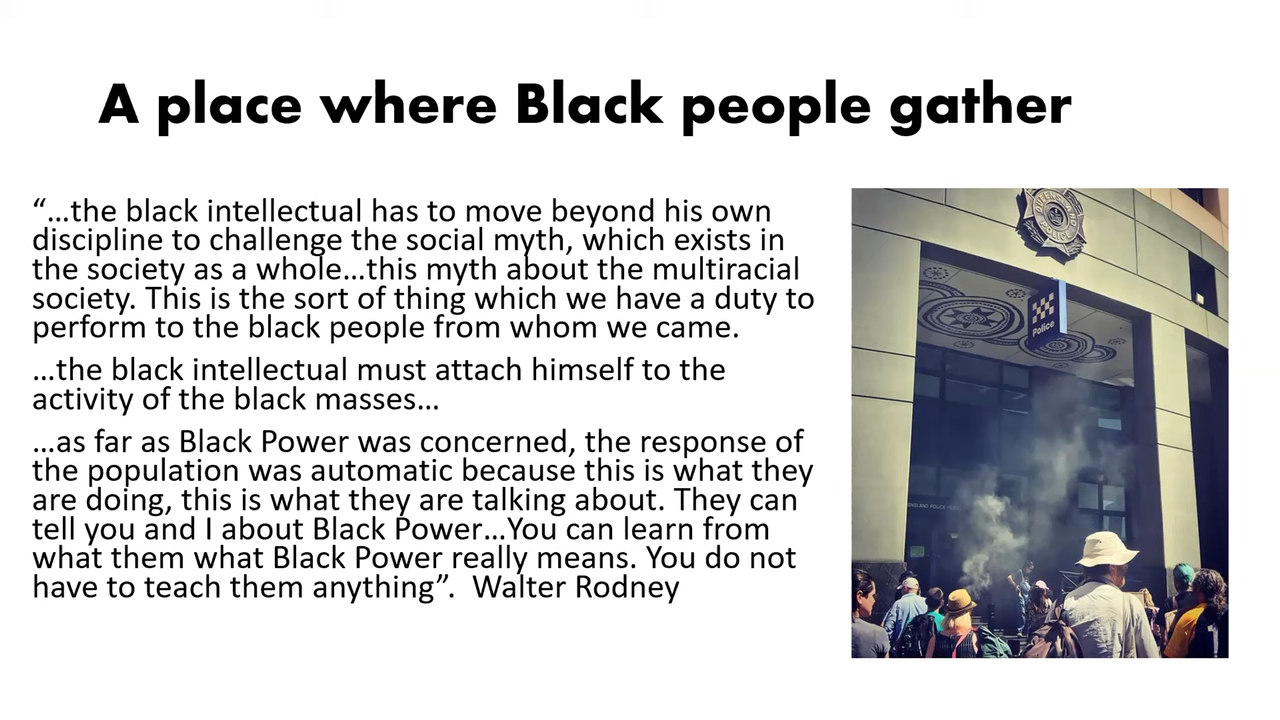 A place where Black people gather
“…the black intellectual has to move beyond his own
discipline to challenge the social myth, which exists in
the society as a whole…this myth about the multiracial
society. This is the sort of thing which we have a duty to
perform to the black people from whom we came.
…the black intellectual must attach himself to the
activity of the black masses…
…as far as Black Power was concerned, the response of
the population was automatic because this is what they
are doing, this is what they are talking about. They can
tell you and I about Black Power…You can learn from
what them what Black Power really means. You do not
have to teach them anything”.  Walter Rodney
QUEENSLAND
POLICE
Police